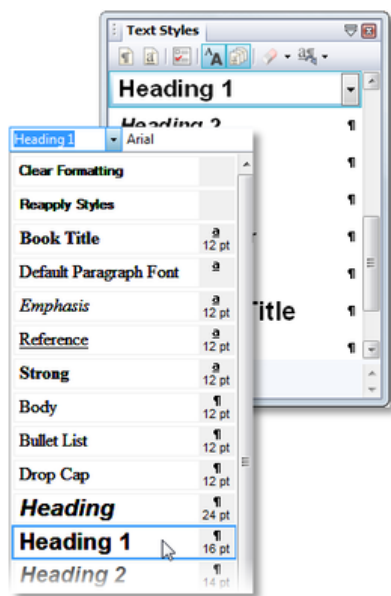 Text Styles
Heading 1
Heading 2
Title
Heading 1 Arial
Clear Formatting
Reapply Styles
Book Title a 12 pt
Default Paragraph Font a
Emphasis a 12 pt
Reference a 12 pt
Strong a 12 pt
Body ¶ 12 pt
Bullet List ¶ 12 pt
Drop Cap ¶ 12 pt
Heading ¶ 24 pt
Heading 1 ¶ 16 pt
Heading 2 ¶ 14 pt